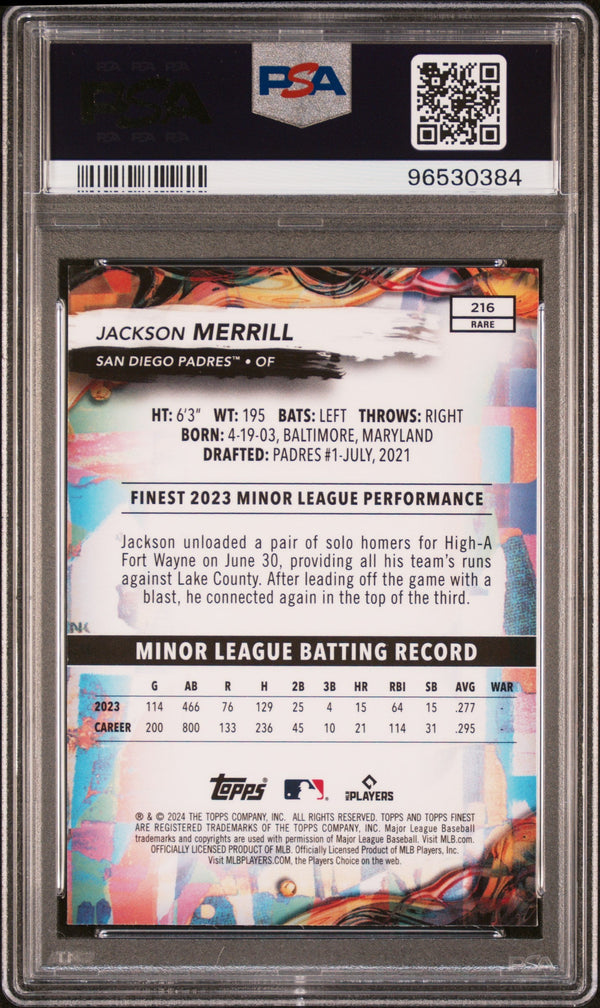 PSA
PSA
96530384
216
RARE
JACKSON MERRILL
SAN DIEGO PADRES™ • OF
HT: 6'3" WT: 195 BATS: LEFT THROWS: RIGHT
BORN: 4-19-03, BALTIMORE, MARYLAND
DRAFTED: PADRES #1-JULY, 2021
FINEST 2023 MINOR LEAGUE PERFORMANCE
Jackson unloaded a pair of solo homers for High-A
Fort Wayne on June 30, providing all his team's runs
against Lake County. After leading off the game with a
blast, he connected again in the top of the third.
MINOR LEAGUE BATTING RECORD
G AB R H 2B 3B HR RBI SB AVG WAR
2023 114 466 76 129 25 4 15 64 15 .277 -
CAREER 200 800 133 236 45 10 21 114 31 .295 -
Topps
PLAYERS
® & © 2024 THE TOPPS COMPANY, INC. ALL RIGHTS RESERVED. TOPPS AND TOPPS FINEST
ARE REGISTERED TRADEMARKS OF THE TOPPS COMPANY, INC. Major League Baseball
trademarks and copyrights are used with permission of Major League Baseball. Visit MLB.com.
OFFICIALLY LICENSED PRODUCT OF MLB. Officially Licensed Product of MLB Players, Inc.
Visit MLBPLAYERS.COM, the Players Choice on the web.
PSA